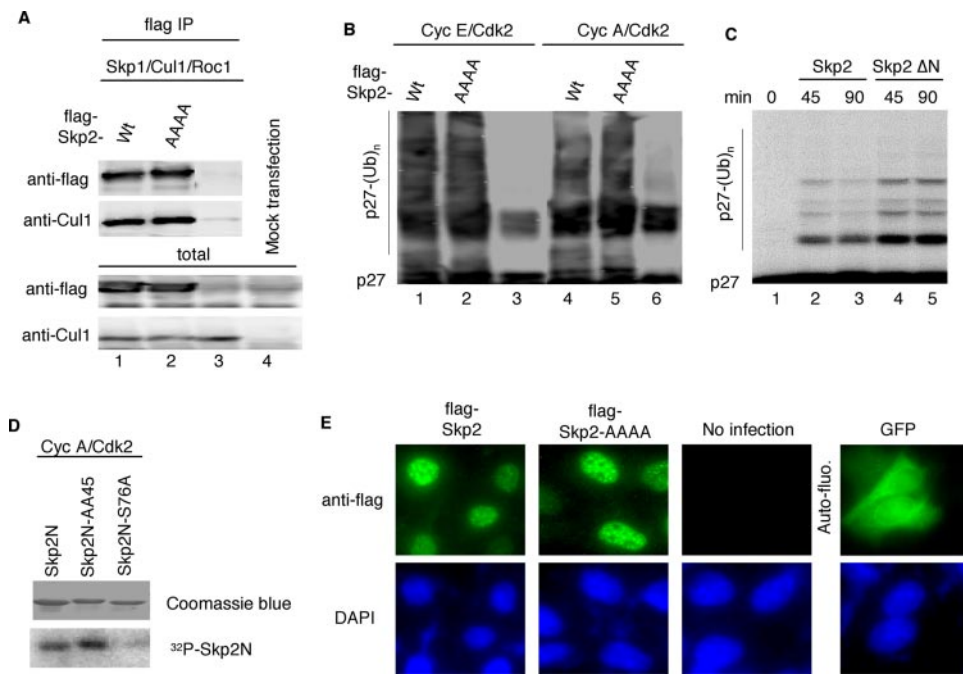 A
flag IP
Skp1/Cul1/Roc1
flag-
Skp2-
Wt
AAAA
Mock transfection
anti-flag
anti-Cul1
total
anti-flag
anti-Cul1
1 2 3 4
B
Cyc E/Cdk2 Cyc A/Cdk2
flag-
Skp2-
Wt AAAA Wt AAAA
p27-(Ub)n
p27
1 2 3 4 5 6
C
Skp2 Skp2 ΔN
min 0 45 90 45 90
p27-(Ub)n
p27
1 2 3 4 5
D
Cyc A/Cdk2
Skp2N
Skp2N-AA45
Skp2N-S76A
Coomassie blue
32P-Skp2N
E
flag-
Skp2
flag-
Skp2-AAAA
No infection
GFP
anti-flag
Auto-fluo.
DAPI